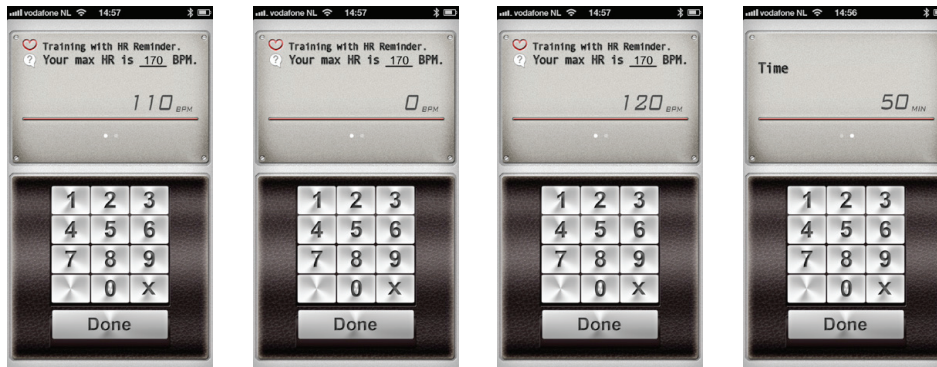 vodafone NL 14:57
Training with HR Reminder.
? Your max HR is 170 BPM.
110 BPM
1 2 3
4 5 6
7 8 9
0 X
Done
vodafone NL 14:57
Training with HR Reminder.
? Your max HR is 170 BPM.
0 BPM
1 2 3
4 5 6
7 8 9
0 X
Done
vodafone NL 14:57
Training with HR Reminder.
? Your max HR is 170 BPM.
120 BPM
1 2 3
4 5 6
7 8 9
0 X
Done
vodafone NL 14:56
Time
50 MIN
1 2 3
4 5 6
7 8 9
0 X
Done